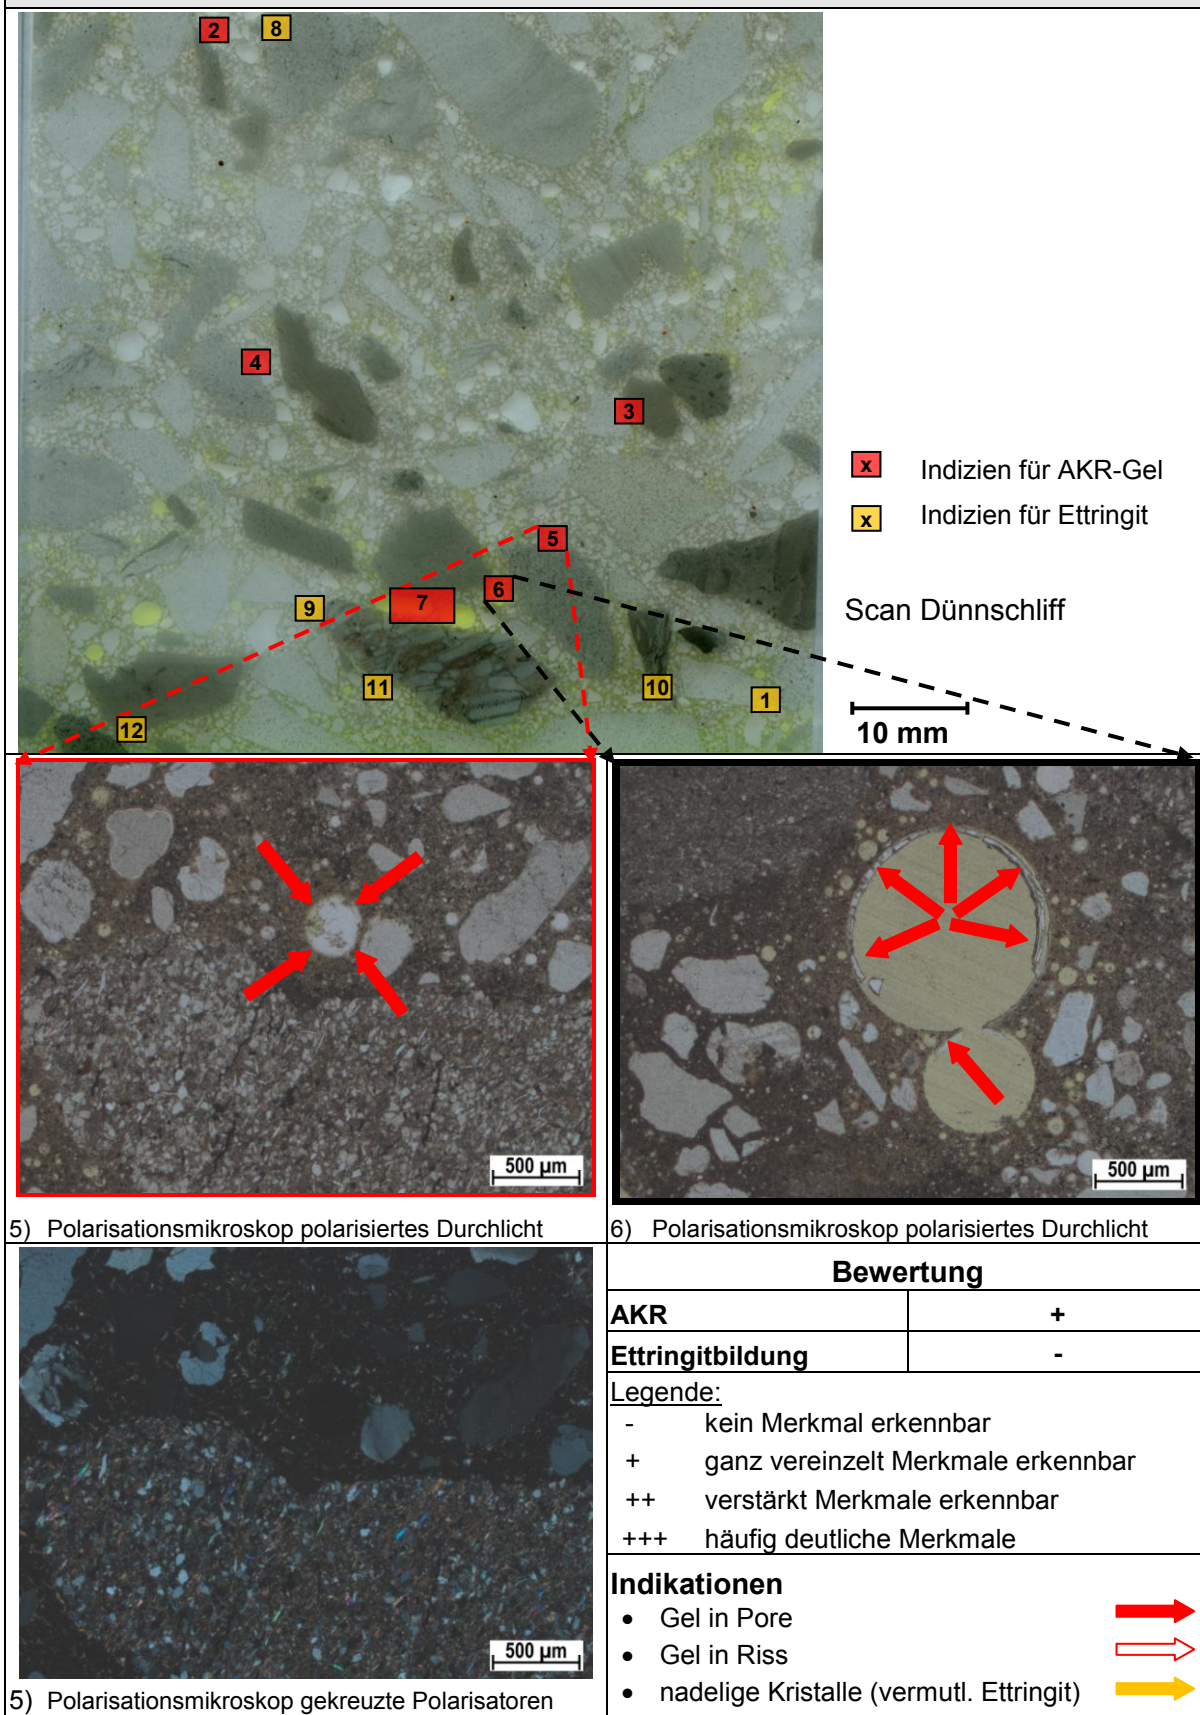 2
8
4
3
5
6
7
9
11
10
1
12
x Indizien für AKR-Gel
x Indizien für Ettringit
Scan Dünnschliff
10 mm
500 µm
500 µm
5) Polarisationsmikroskop polarisiertes Durchlicht
6) Polarisationsmikroskop polarisiertes Durchlicht
500 µm
5) Polarisationsmikroskop gekreuzte Polarisatoren
Bewertung
AKR +
Ettringitbildung -
Legende:
- kein Merkmal erkennbar
+ ganz vereinzelt Merkmale erkennbar
++ verstärkt Merkmale erkennbar
+++ häufig deutliche Merkmale
Indikationen
• Gel in Pore
• Gel in Riss
• nadelige Kristalle (vermutl. Ettringit)